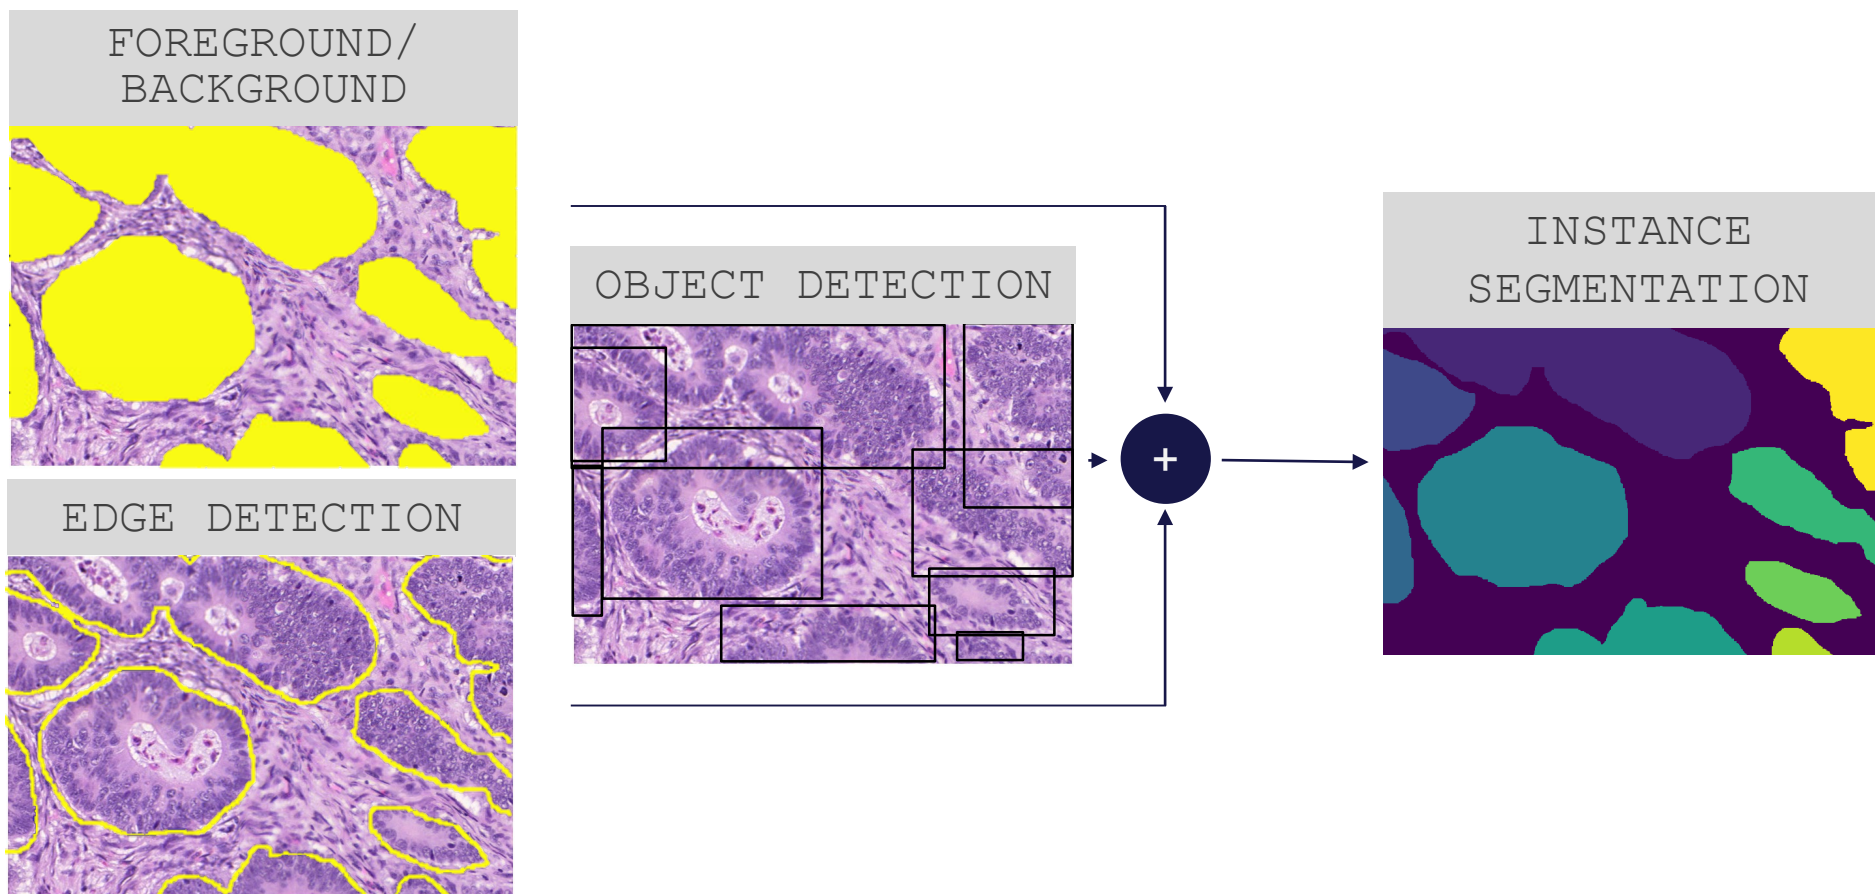 FOREGROUND/
BACKGROUND
EDGE DETECTION
OBJECT DETECTION
+
INSTANCE
SEGMENTATION